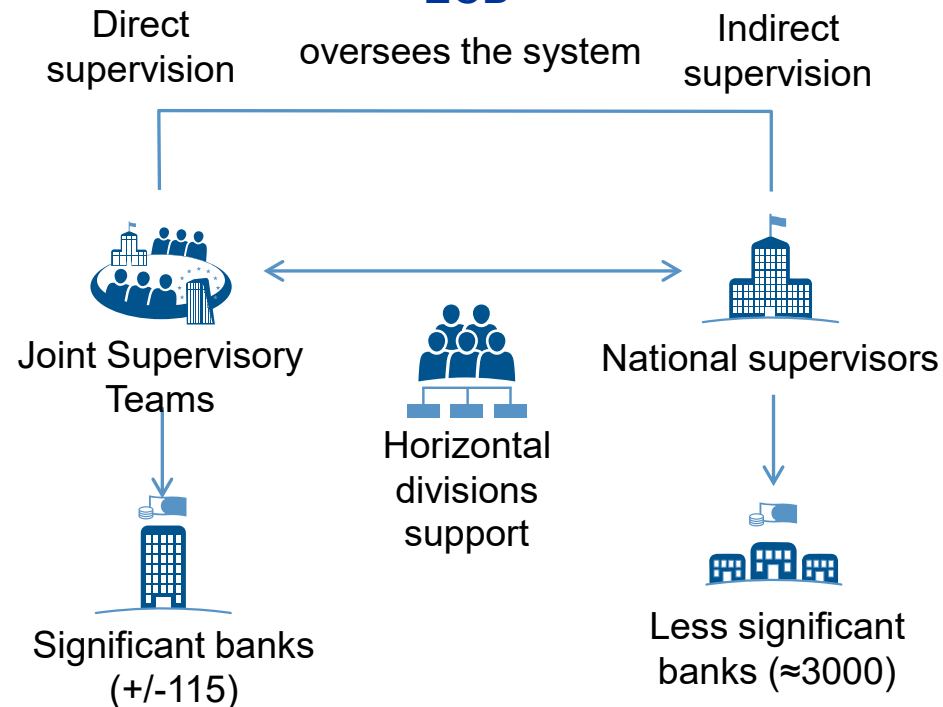 ECB
oversees the system
Direct
supervision
Indirect
supervision
Joint Supervisory
Teams
National supervisors
Horizontal
divisions
support
Significant banks
(+/-115)
Less significant
banks (≈3000)